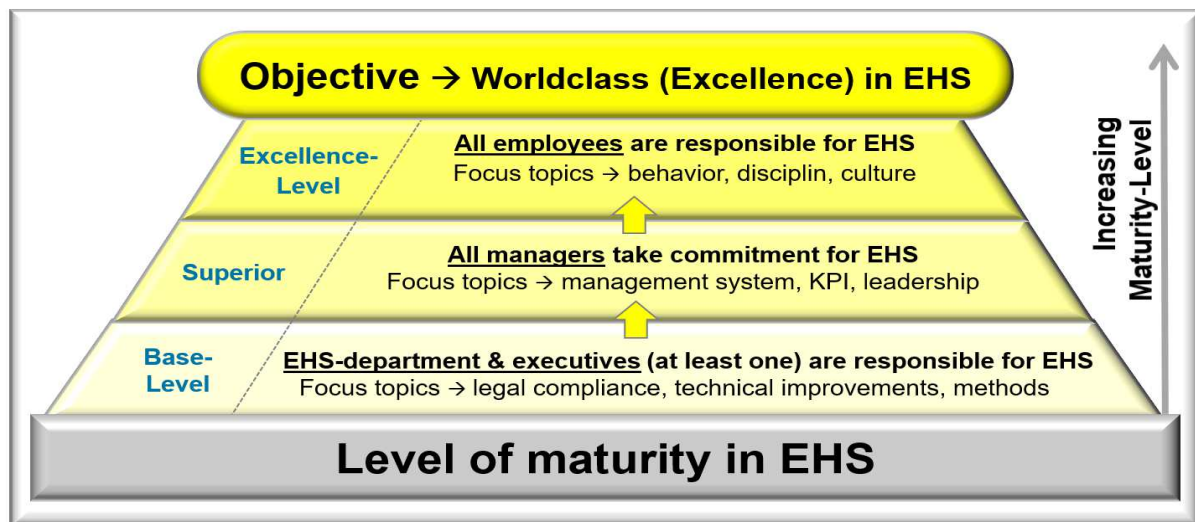 Objective → Worldclass (Excellence) in EHS
Excellence-
Level
All employees are responsible for EHS
Focus topics → behavior, disciplin, culture
Superior
All managers take commitment for EHS
Focus topics → management system, KPI, leadership
Base-
Level
EHS-department & executives (at least one) are responsible for EHS
Focus topics → legal compliance, technical improvements, methods
Level of maturity in EHS
Increasing
Maturity-Level